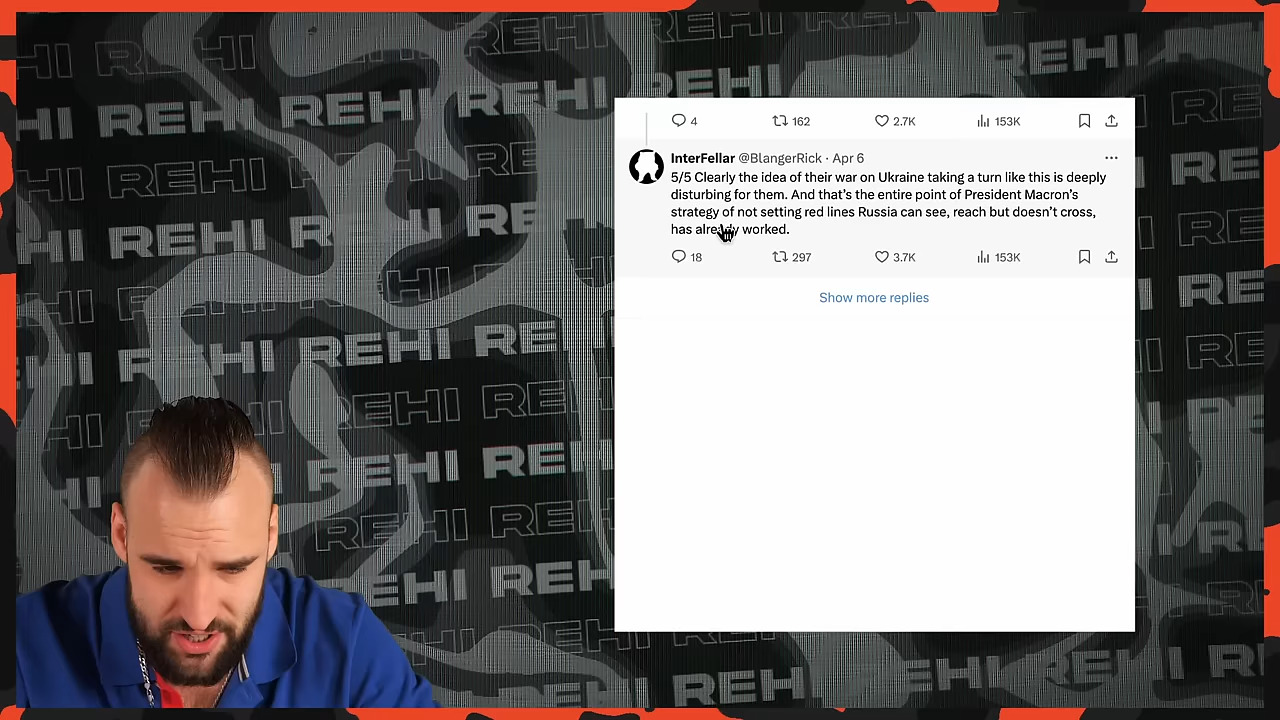 REHI REHI REHI REHI REHI
4 162 2.7K 153K
InterFellar @BlangerRick · Apr 6
5/5 Clearly the idea of their war on Ukraine taking a turn like this is deeply
disturbing for them. And that's the entire point of President Macron's
strategy of not setting red lines Russia can see, reach but doesn't cross,
has already worked.
18 297 3.7K 153K
Show more replies